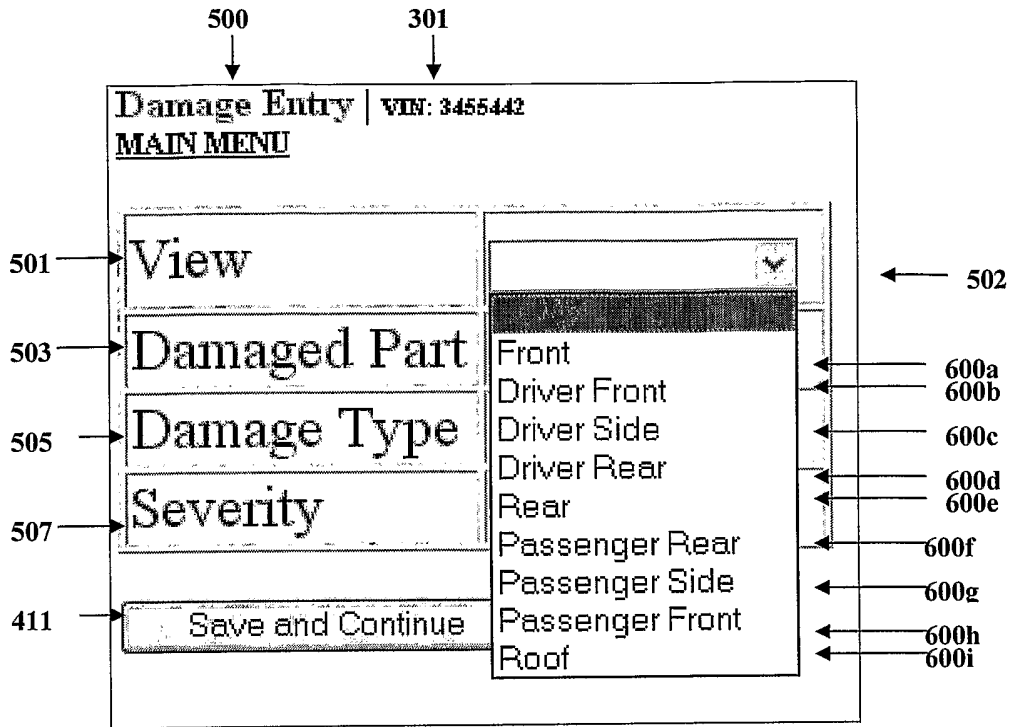 500 301
Damage Entry | VIN: 3455442
MAIN MENU
501 View 502
503 Damaged Part
505 Damage Type
507 Severity
Front
600a
Driver Front
600b
Driver Side
600c
Driver Rear
600d
Rear
600e
Passenger Rear
600f
Passenger Side
600g
Passenger Front
600h
Roof
600i
411 Save and Continue